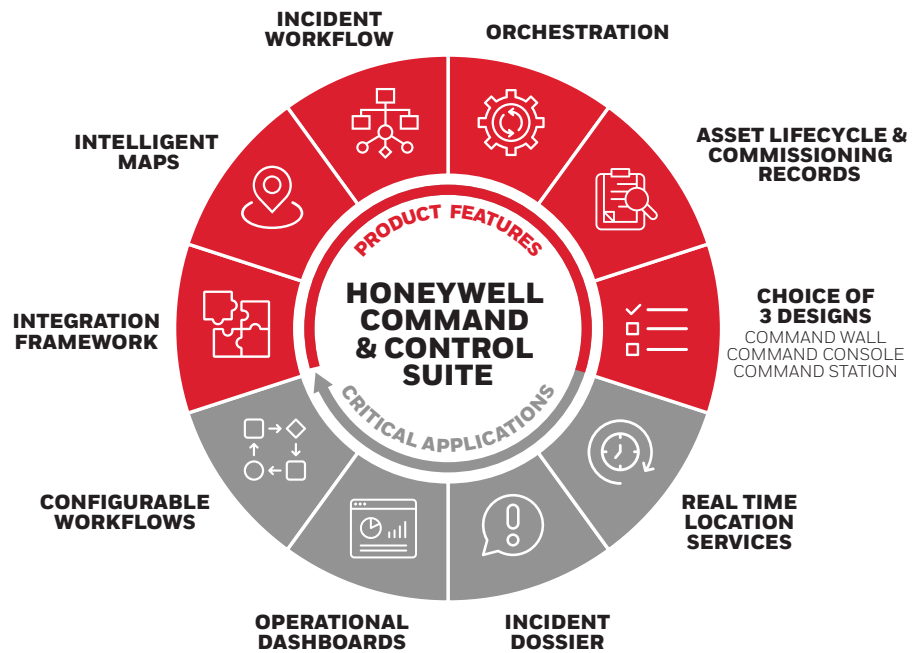 INCIDENT
WORKFLOW
ORCHESTRATION
INTELLIGENT
MAPS
ASSET LIFECYCLE &
COMMISSIONING
RECORDS
PRODUCT FEATURES
HONEYWELL
COMMAND
& CONTROL
SUITE
CRITICAL APPLICATIONS
INTEGRATION
FRAMEWORK
CHOICE OF
3 DESIGNS
COMMAND WALL
COMMAND CONSOLE
COMMAND STATION
CONFIGURABLE
WORKFLOWS
REAL TIME
LOCATION
SERVICES
OPERATIONAL
DASHBOARDS
INCIDENT
DOSSIER